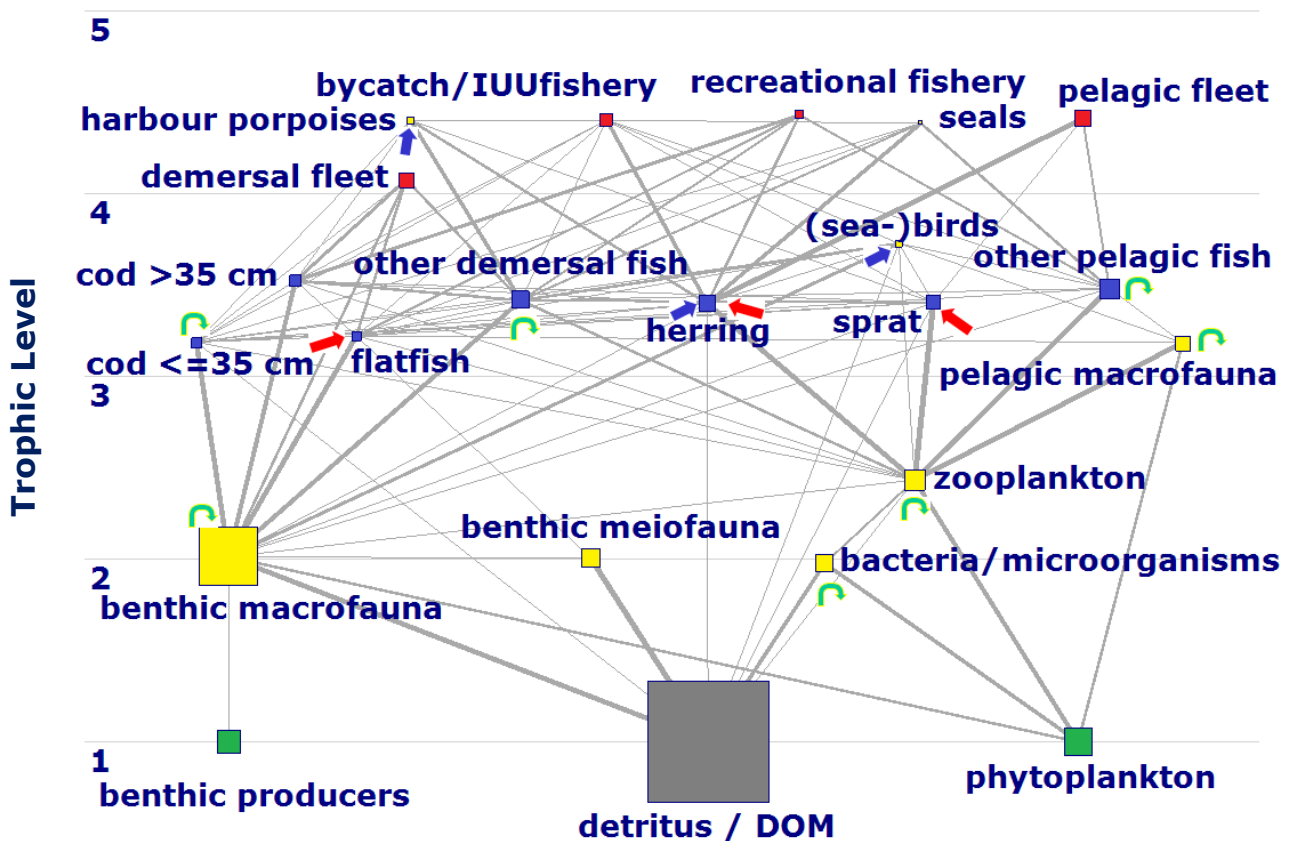 5
bycatch/IUUfishery
recreational fishery
pelagic fleet
harbour porpoises
seals
demersal fleet
4
(sea-)birds
cod >35 cm
other demersal fish
other pelagic fish
herring
sprat
cod <=35 cm
flatfish
pelagic macrofauna
3
Trophic Level
zooplankton
benthic meiofauna
bacteria/microorganisms
2
benthic macrofauna
1
benthic producers
phytoplankton
detritus / DOM